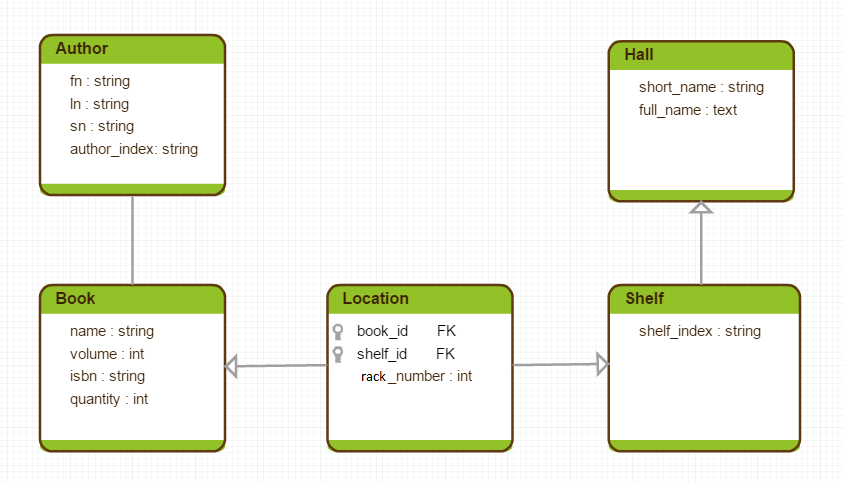 Author
fn : string
ln : string
sn : string
author_index: string
Hall
short_name : string
full_name : text
Book
name : string
volume : int
isbn : string
quantity : int
Location
book_id FK
shelf_id FK
rack_number : int
Shelf
shelf_index : string